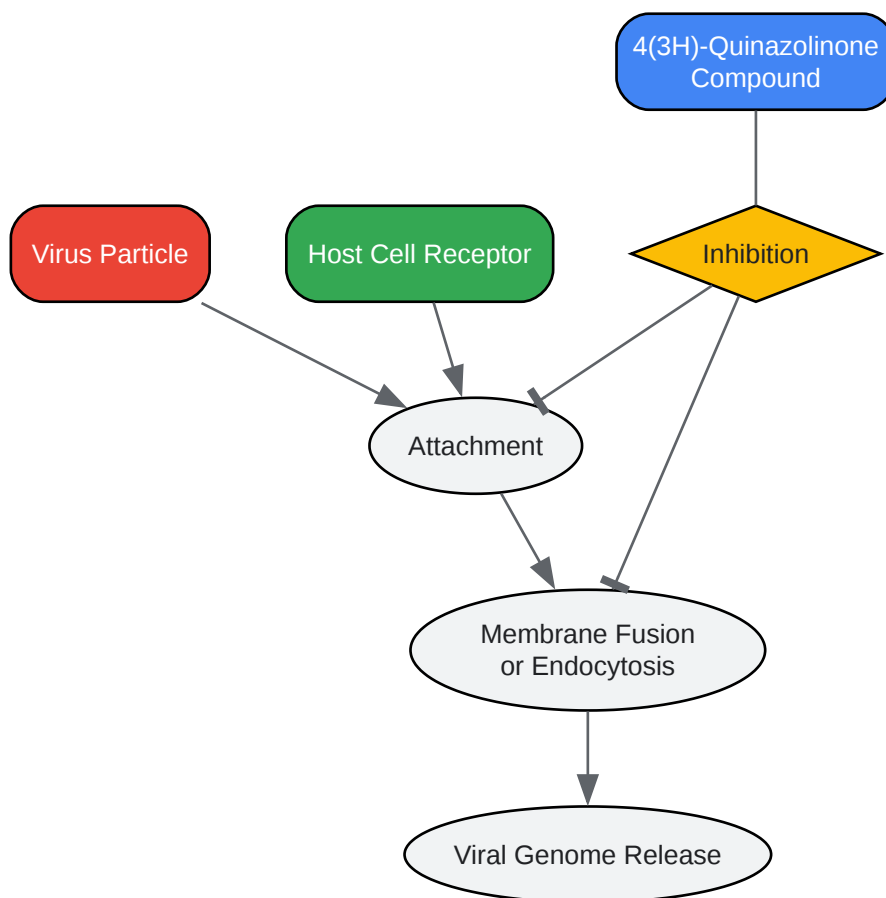 4(3H)-Quinazolinone
Compound
Virus Particle
Host Cell Receptor
Inhibition
Attachment
Membrane Fusion
or Endocytosis
Viral Genome Release